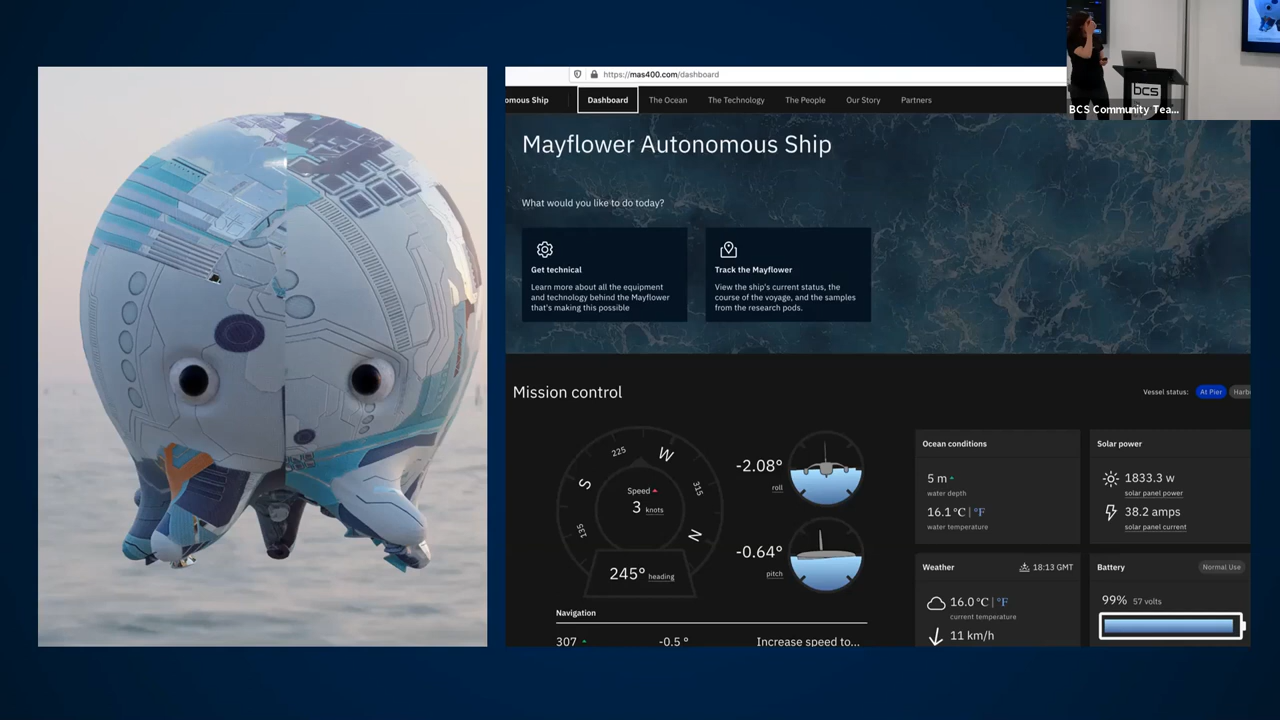 https://mas400.com/dashboard
omous Ship
Dashboard
The Ocean
The Technology
The People
Our Story
Partners
bcs
BCS Community Tea...
Mayflower Autonomous Ship
What would you like to do today?
Get technical
Learn more about all the equipment
and technology behind the Mayflower
that's making this possible
Track the Mayflower
View the ship's current status, the
course of the voyage, and the samples
from the research pods.
Mission control
Vessel status:
At Pier
Harbo
225
W
315
S
N
135
Speed
3 knots
245° heading
-2.08°
roll
-0.64°
pitch
Navigation
307
-0.5 °
Increase speed to...
Ocean conditions
5 m
water depth
16.1 °C | °F
water temperature
Solar power
1833.3 w
solar panel power
38.2 amps
solar panel current
Weather
18:13 GMT
16.0 °C | °F
current temperature
11 km/h
Battery
Normal Use
99% 57 volts